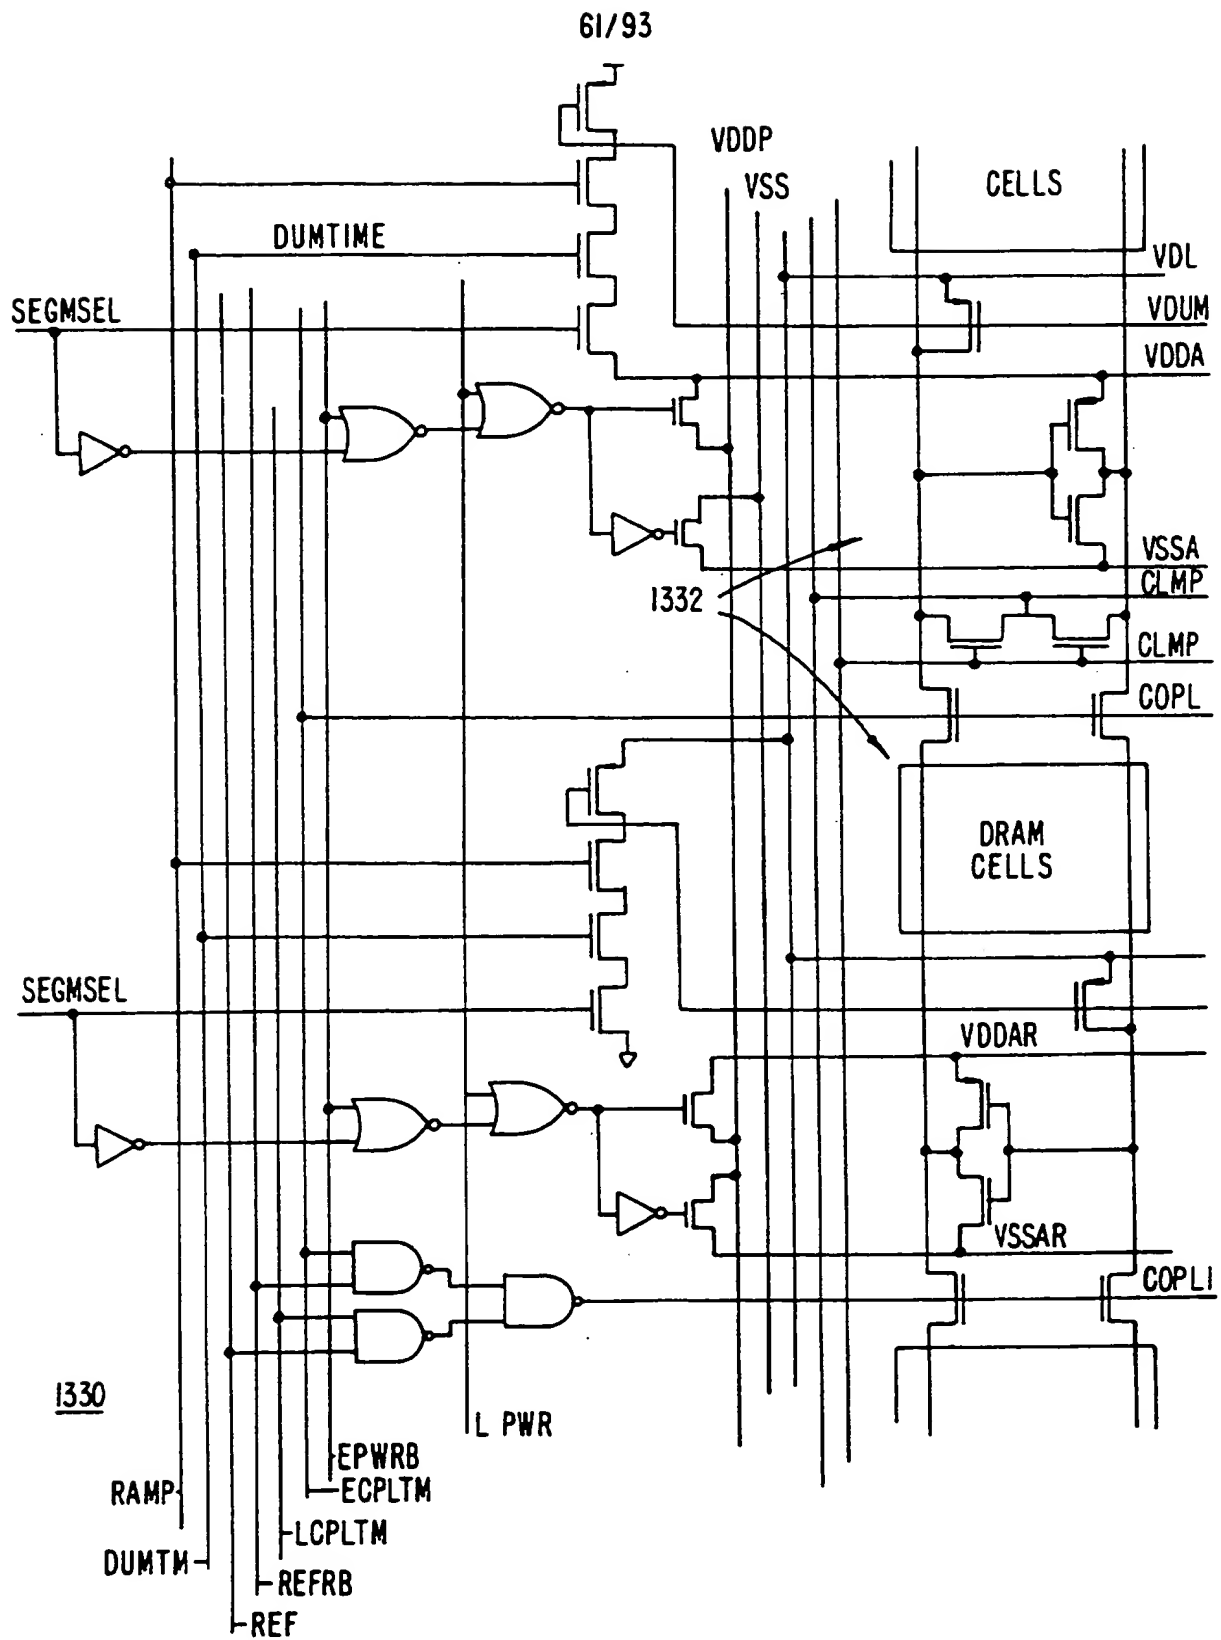 61/93
VDDP
VSS
CELLS
DUMTIME
VDL
SEGMSEL
VDUM
VDDA
VSSA
CLMP
1332
CLMP
COPL
DRAM
CELLS
SEGMSEL
VDDAR
VSSAR
COPL1
1330
L PWR
EPWRB
RAMP
ECPLTM
LCPLTM
DUMTM
REFRB
REF